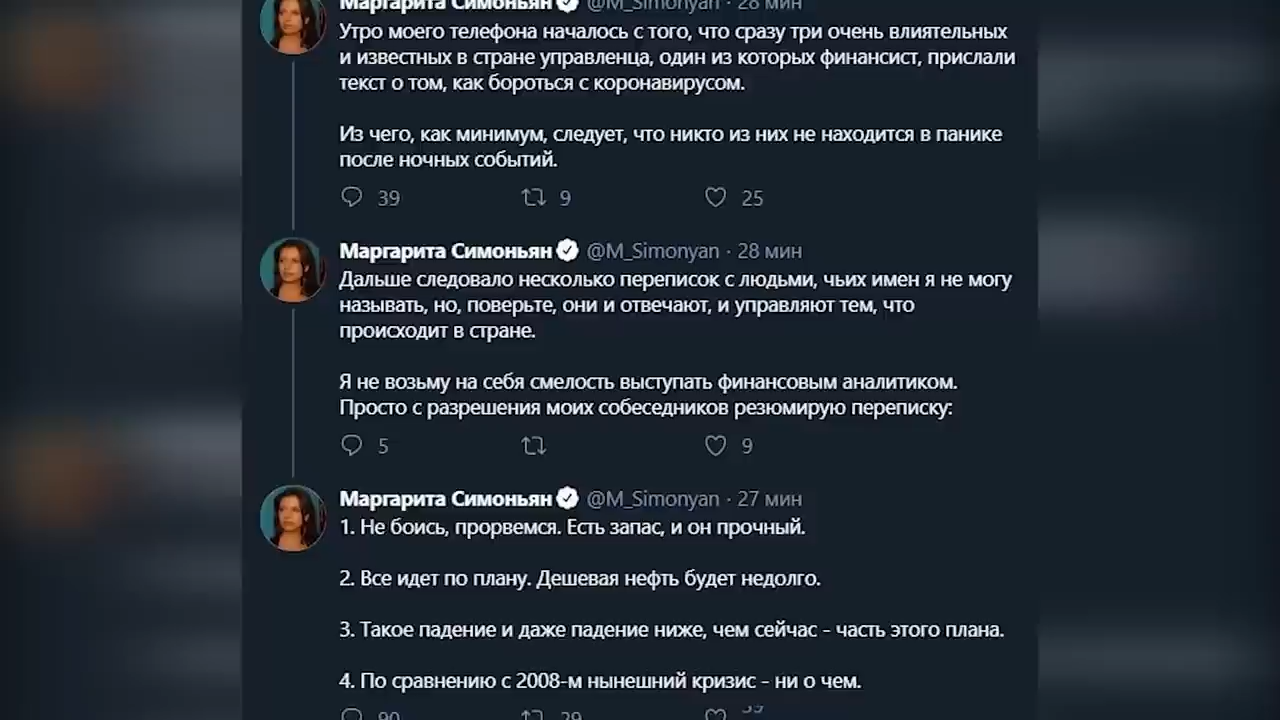 Маргарита Симоньян @M_Simonyan · 28 мин
Утро моего телефона началось с того, что сразу три очень влиятельных
и известных в стране управленца, один из которых финансист, прислали
текст о том, как бороться с коронавирусом.
Из чего, как минимум, следует, что никто из них не находится в панике
после ночных событий.
39 9 25
Маргарита Симоньян @M_Simonyan · 28 мин
Дальше следовало несколько переписок с людьми, чьих имен я не могу
называть, но, поверьте, они и отвечают, и управляют тем, что
происходит в стране.
Я не возьму на себя смелость выступать финансовым аналитиком.
Просто с разрешения моих собеседников резюмирую переписку:
5 9
Маргарита Симоньян @M_Simonyan · 27 мин
1. Не боись, прорвемся. Есть запас, и он прочный.
2. Все идет по плану. Дешевая нефть будет недолго.
3. Такое падение и даже падение ниже, чем сейчас - часть этого плана.
4. По сравнению с 2008-м нынешний кризис - ни о чем.
90 29